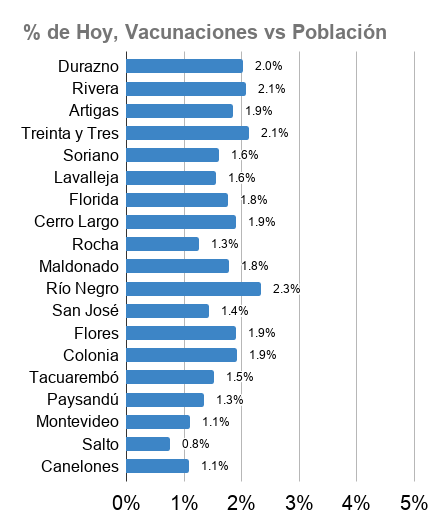 % de Hoy, Vacunaciones vs Población
Durazno 2.0%
Rivera 2.1%
Artigas 1.9%
Treinta y Tres 2.1%
Soriano 1.6%
Lavalleja 1.6%
Florida 1.8%
Cerro Largo 1.9%
Rocha 1.3%
Maldonado 1.8%
Río Negro 2.3%
San José 1.4%
Flores 1.9%
Colonia 1.9%
Tacuarembó 1.5%
Paysandú 1.3%
Montevideo 1.1%
Salto 0.8%
Canelones 1.1%
0% 1% 2% 3% 4% 5%